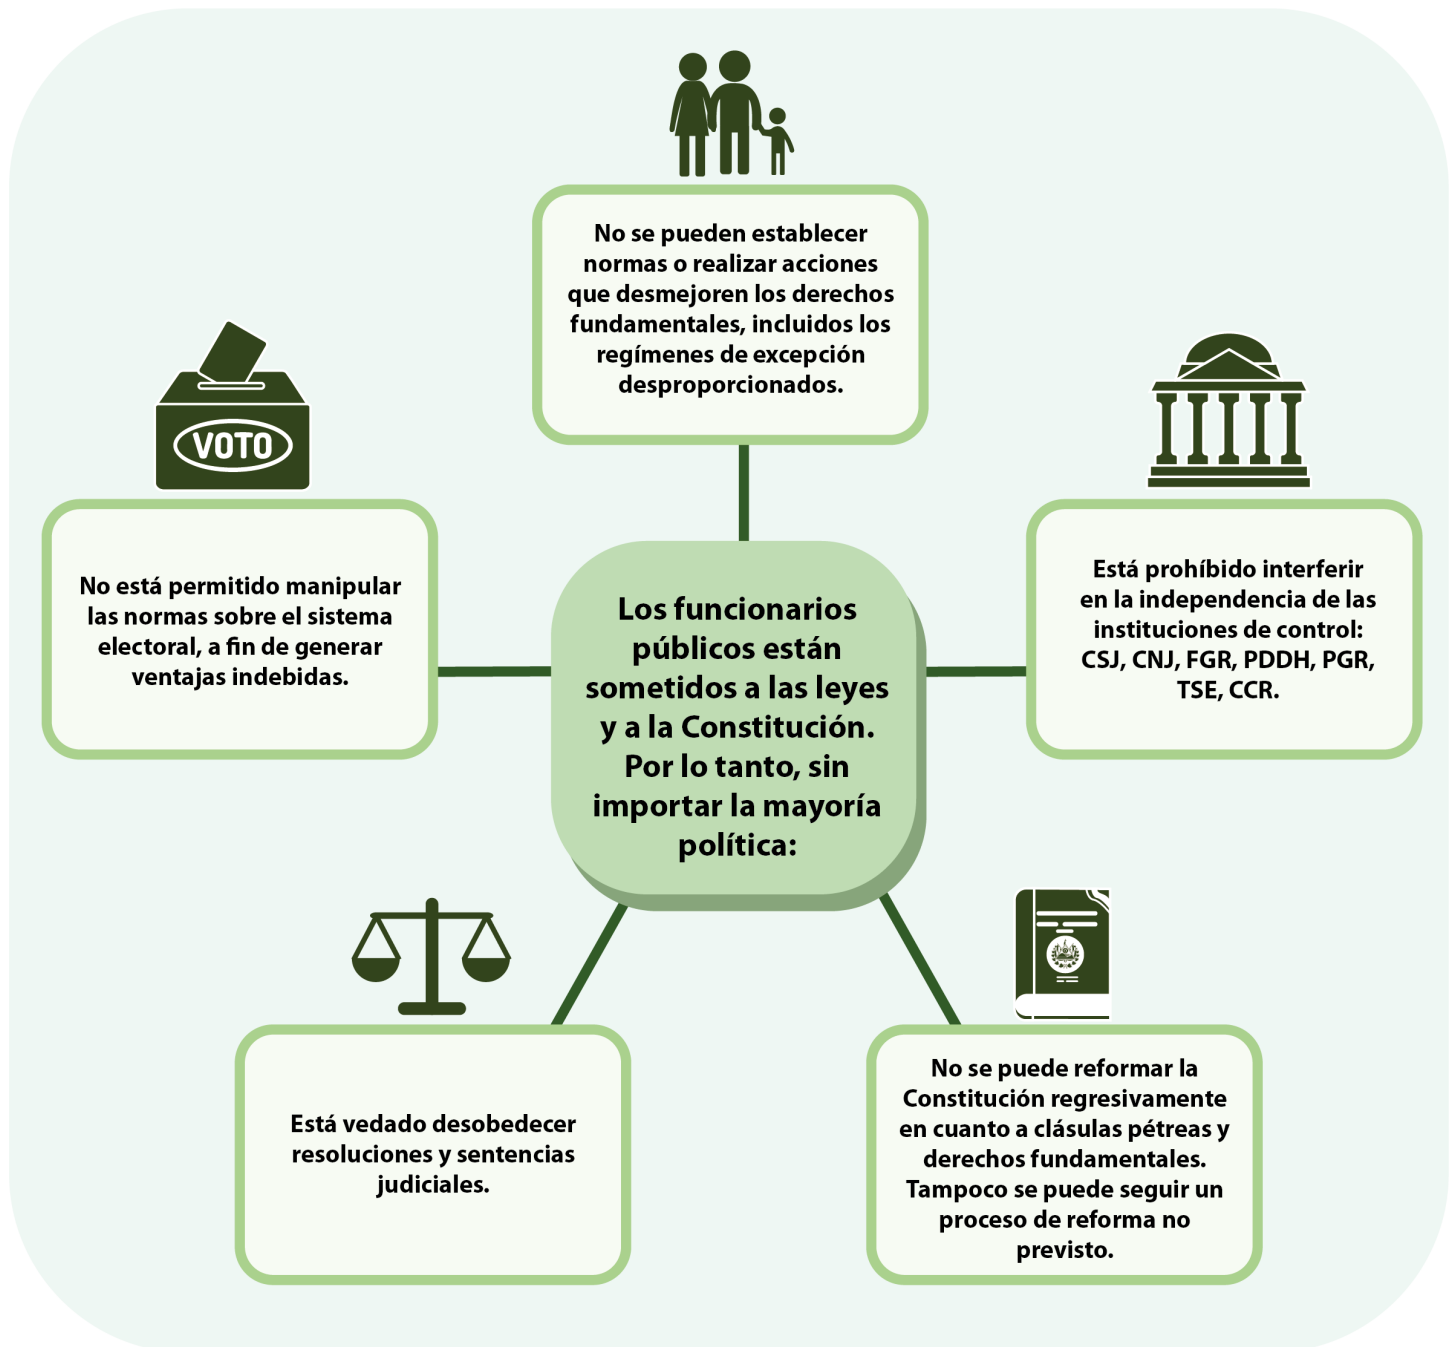 No se pueden establecer
normas o realizar acciones
que desmejoren los derechos
fundamentales, incluidos los
regímenes de excepción
desproporcionados.
VOTO
No está permitido manipular
las normas sobre el sistema
electoral, a fin de generar
ventajas indebidas.
Está prohíbido interferir
en la independencia de las
instituciones de control:
CSJ, CNJ, FGR, PDDH, PGR,
TSE, CCR.
Los funcionarios
públicos están
sometidos a las leyes
y a la Constitución.
Por lo tanto, sin
importar la mayoría
política:
Está vedado desobedecer
resoluciones y sentencias
judiciales.
No se puede reformar la
Constitución regresivamente
en cuanto a clásulas pétreas y
derechos fundamentales.
Tampoco se puede seguir un
proceso de reforma no
previsto.